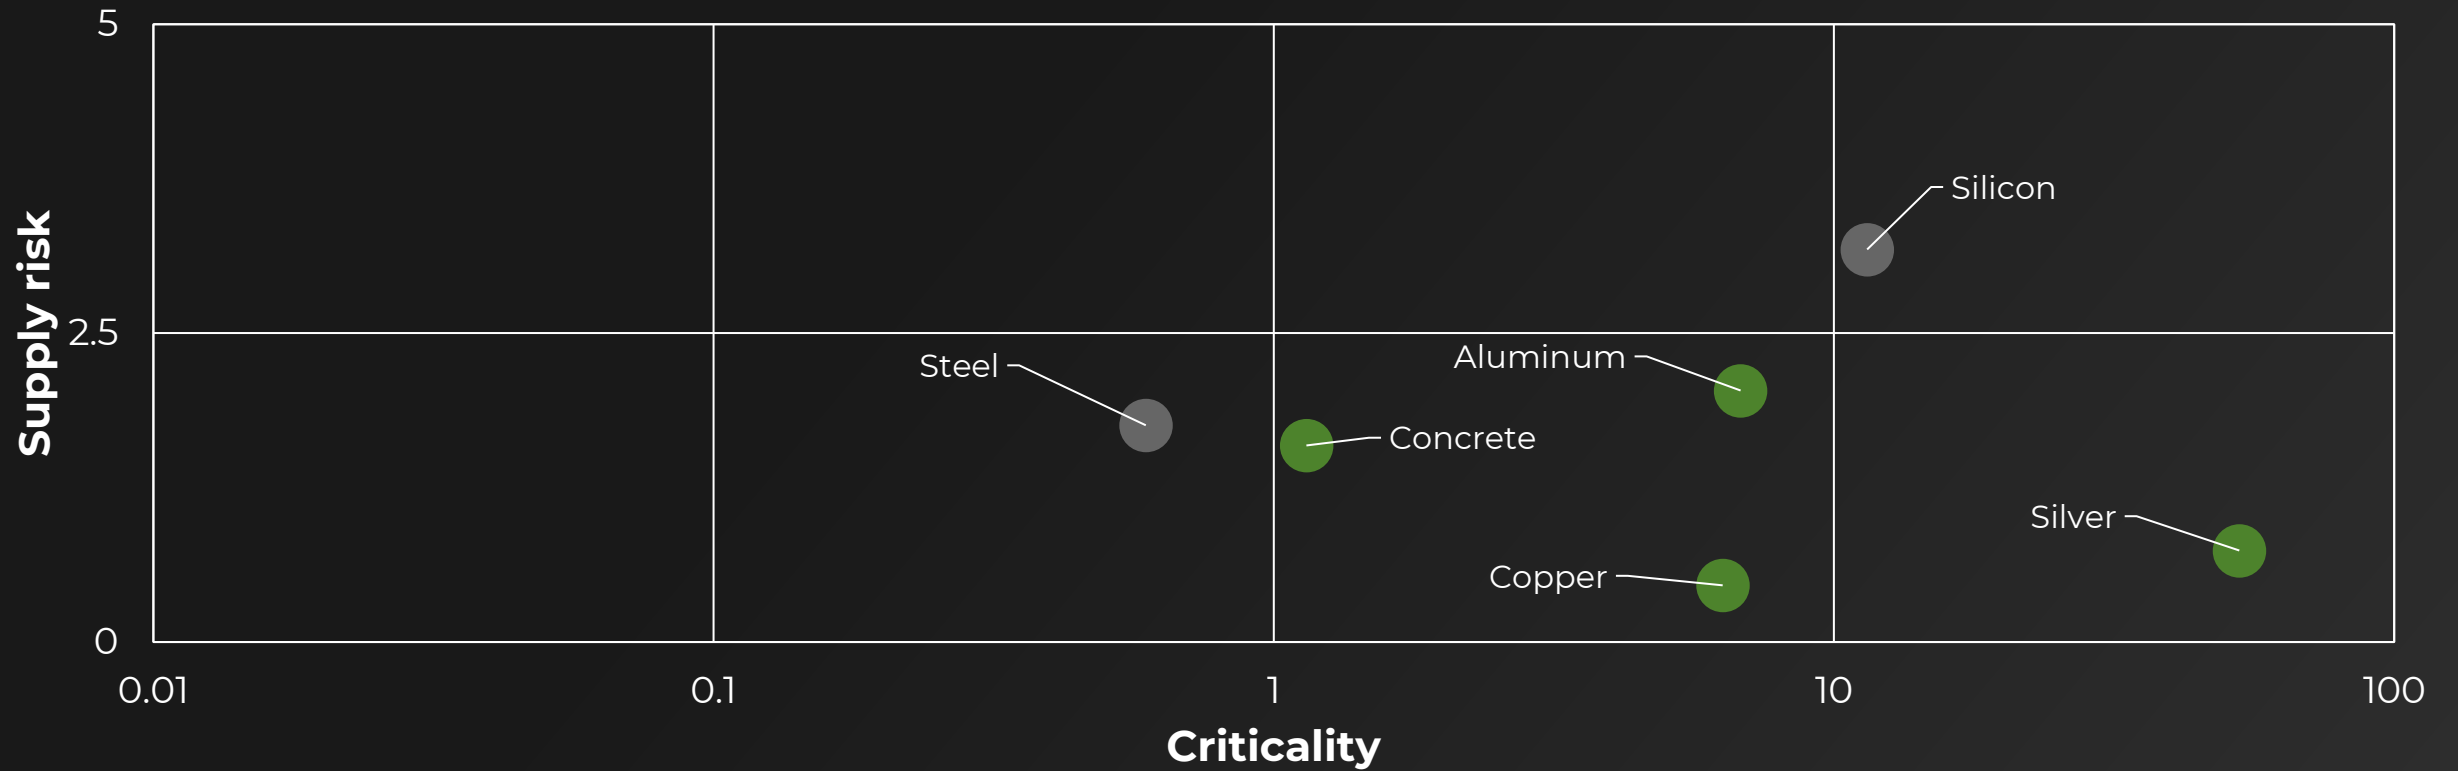 5
Silicon
Supply risk
2.5
Steel
Aluminum
Concrete
Silver
Copper
0
0.01
0.1
1
10
100
Criticality